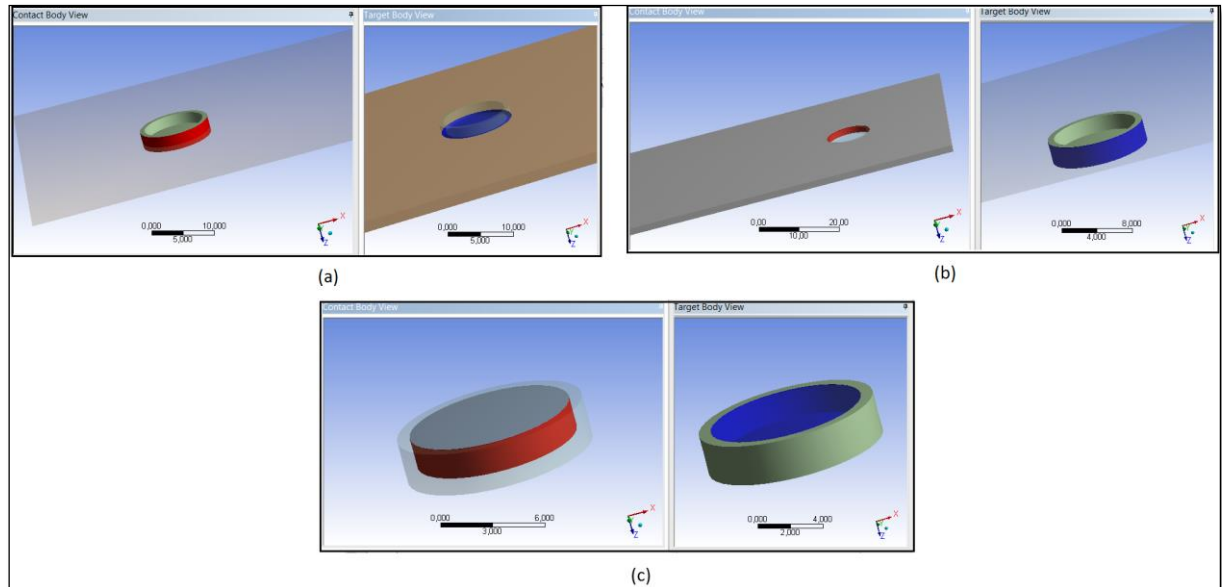 Contact Body View
Target Body View
0,000 10,000
5,000
X
Y
Z
0,000 10,000
5,000
X
Z
(a)
Contact Body View
Target Body View
0,00 20,00
10,00
X
Z
0,000 8,000
4,000
X
Z
(b)
Contact Body View
Target Body View
0,000 6,000
3,000
X
Z
0,000 4,000
2,000
X
Z
(c)